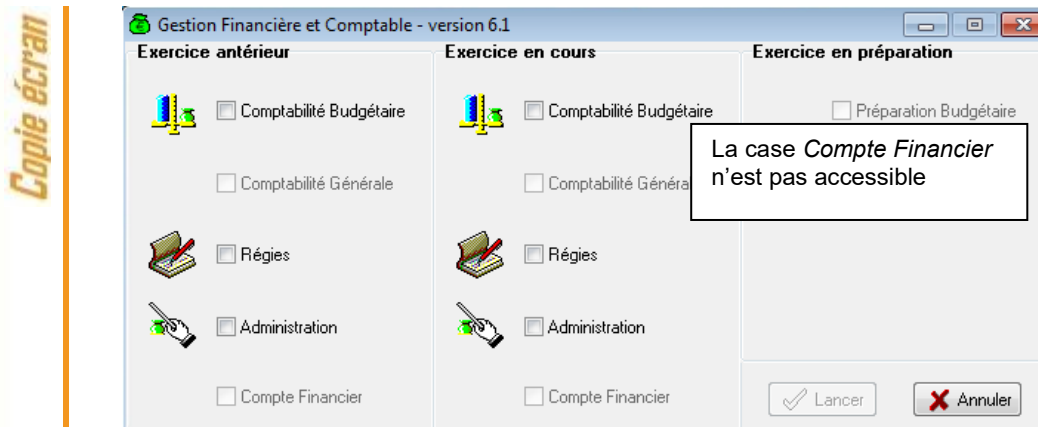 Copie écran
Gestion Financière et Comptable - version 6.1
Exercice antérieur
Comptabilité Budgétaire
Comptabilité Générale
Régies
Administration
Compte Financier
Exercice en cours
Comptabilité Budgétaire
Comptabilité Généra
Régies
Administration
Compte Financier
Exercice en préparation
Préparation Budgétaire
La case Compte Financier
n'est pas accessible
Lancer
Annuler